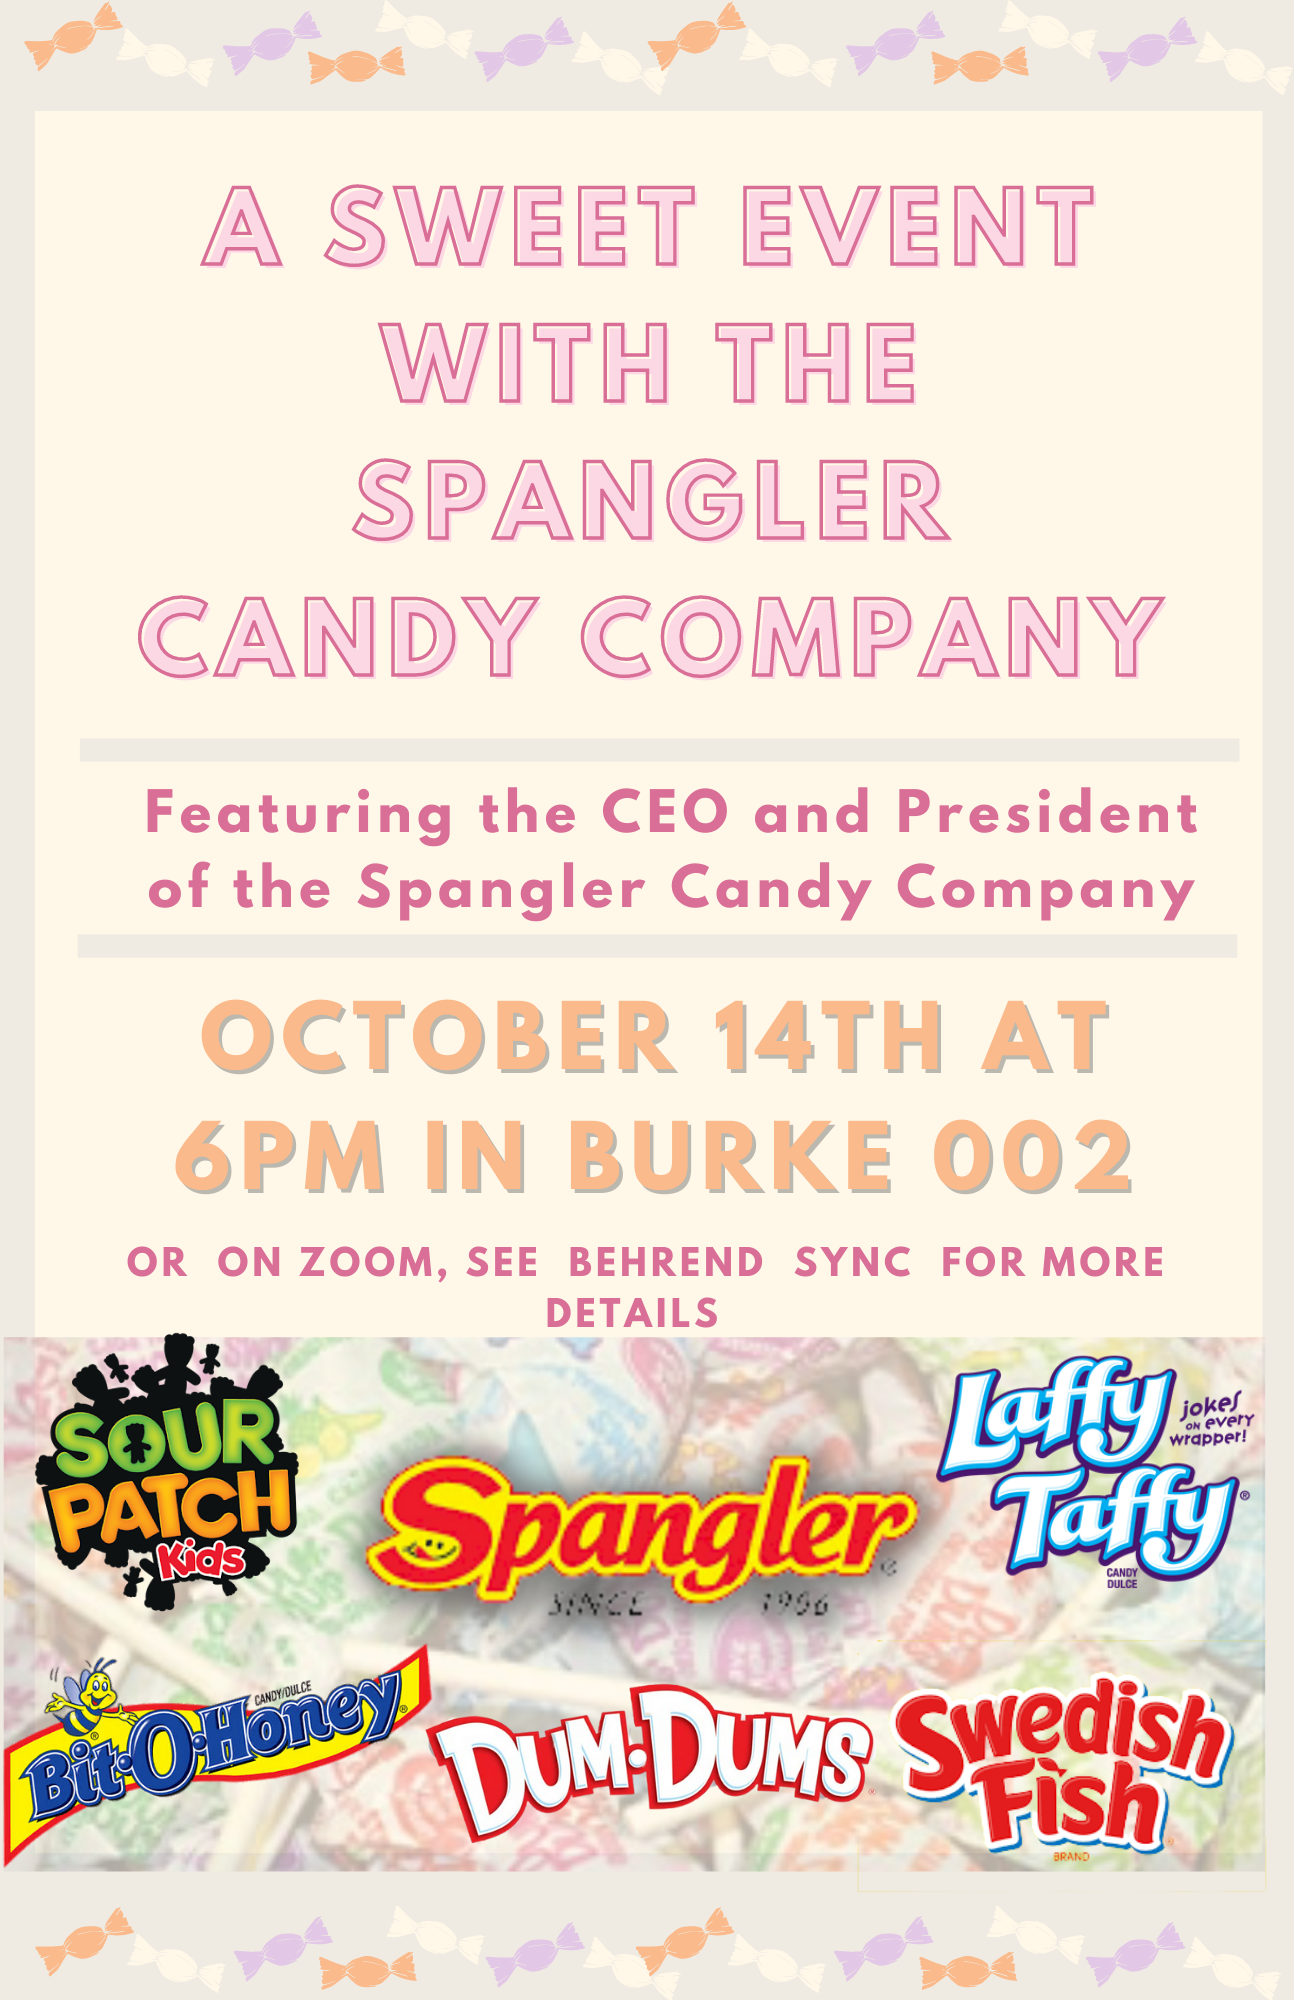 A SWEET EVENT
WITH THE
SPANGLER
CANDY COMPANY
Featuring the CEO and President
of the Spangler Candy Company
OCTOBER 14TH AT
6PM IN BURKE 002
OR ON ZOOM, SEE BEHREND SYNC FOR MORE
DETAILS
SOUR
PATCH
Kids
Spangler®
SINCE 1906
Laffy
Taffy®
jokes
on every
wrapper!
CANDY
DULCE
CANDY/DULCE
Bit·O·Honey®
DUM·DUMS
Swedish
Fish
BRAND